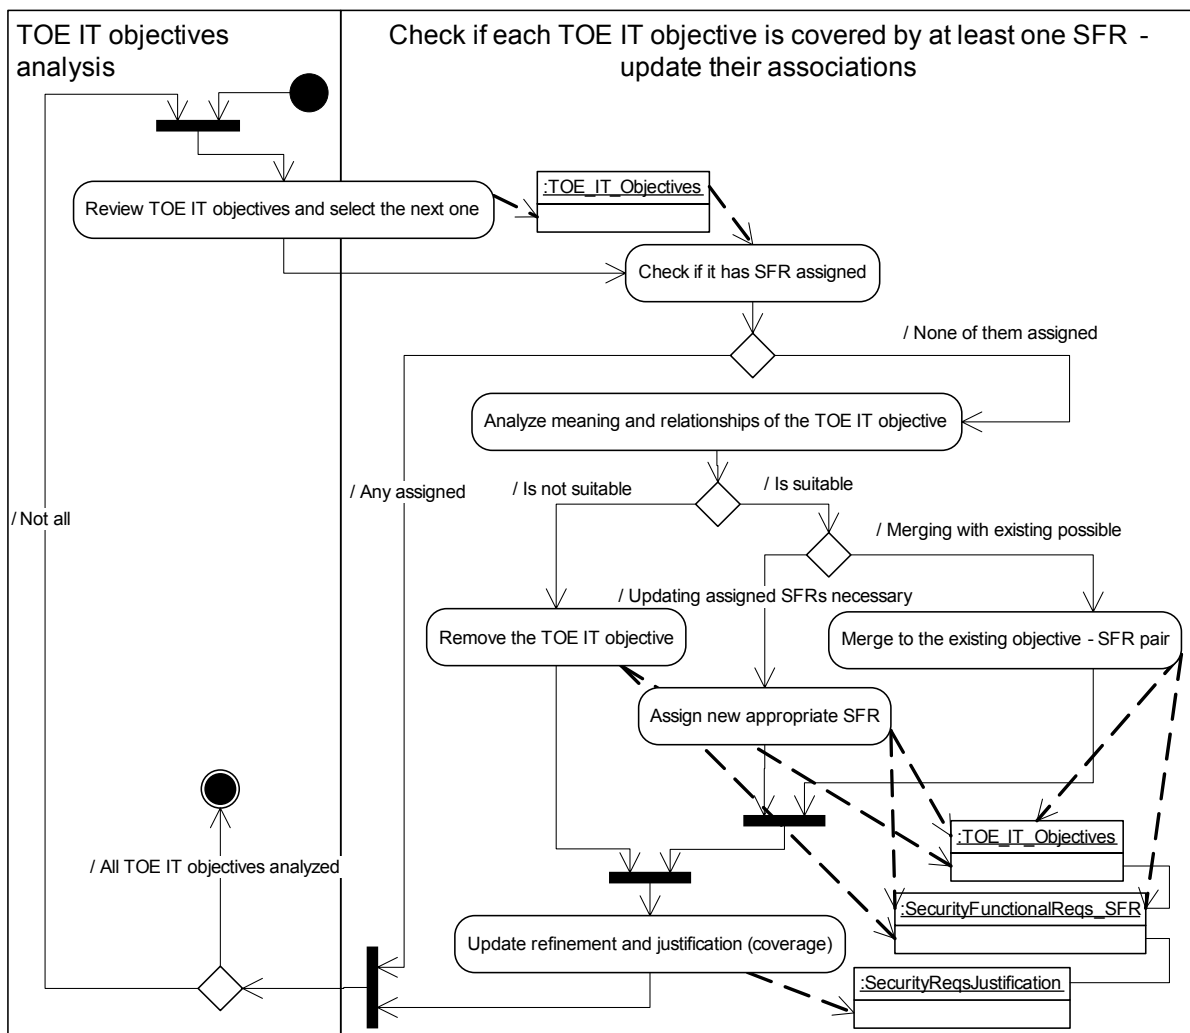 TOE IT objectives
analysis
Check if each TOE IT objective is covered by at least one SFR -
update their associations
:TOE_IT_Objectives
Review TOE IT objectives and select the next one
Check if it has SFR assigned
/ None of them assigned
Analyze meaning and relationships of the TOE IT objective
/ Any assigned
/ Is not suitable
/ Is suitable
/ Not all
/ Merging with existing possible
/ Updating assigned SFRs necessary
Remove the TOE IT objective
Merge to the existing objective - SFR pair
Assign new appropriate SFR
:TOE_IT_Objectives
/ All TOE IT objectives analyzed
:SecurityFunctionalReqs_SFR
Update refinement and justification (coverage)
:SecurityReqsJustification